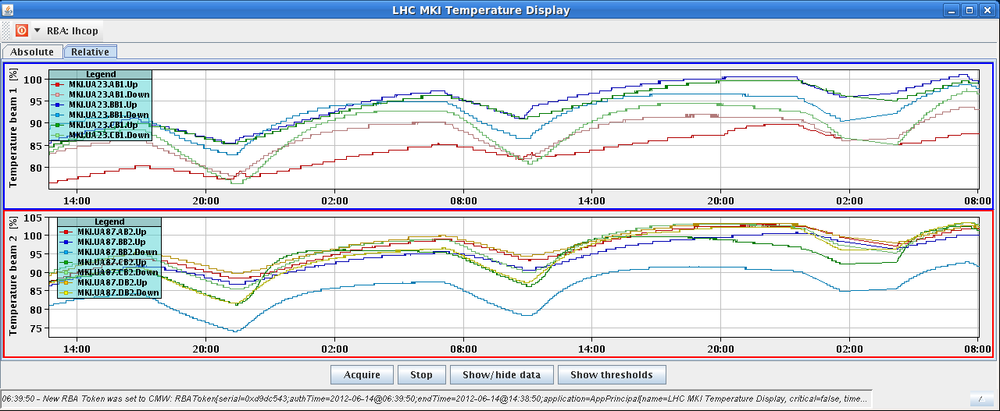 LHC MKI Temperature Display
RBA: lhcop
Absolute
Relative
Temperature beam 1 [%]
100
95
90
85
80
Legend
MKI.UA23.AB1.Up
MKI.UA23.AB1.Down
MKI.UA23.BB1.Up
MKI.UA23.BB1.Down
MKI.UA23.CB1.Up
MKI.UA23.CB1.Down
14:00 20:00 02:00 08:00 14:00 20:00 02:00 08:00
Temperature beam 2 [%]
105
100
95
90
85
80
75
Legend
MKI.UA87.AB2.Up
MKI.UA87.BB2.Up
MKI.UA87.BB2.Down
MKI.UA87.CB2.Up
MKI.UA87.CB2.Down
MKI.UA87.DB2.Up
MKI.UA87.DB2.Down
14:00 20:00 02:00 08:00 14:00 20:00 02:00 08:00
Acquire Stop Show/hide data Show thresholds
06:39:50 - New RBA Token was set to CMW: RBAToken[serial=0xd9dc543;authTime=2012-06-14@06:39:50;endTime=2012-06-14@14:38:50;application=AppPrincipal[name=LHC MKI Temperature Display, critical=false, time...